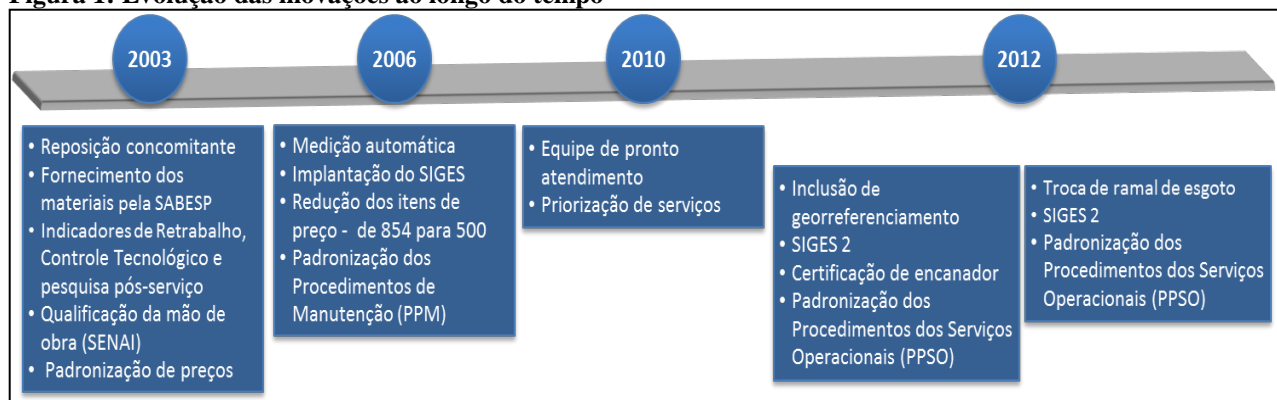 Figura 1: Evolução das inovações ao longo do tempo
2003
2006
2010
2012
• Reposição concomitante
• Fornecimento dos
materiais pela SABESP
• Indicadores de Retrabalho,
Controle Tecnológico e
pesquisa pós-serviço
• Qualificação da mão de
obra (SENAI)
• Padronização de preços
• Medição automática
• Implantação do SIGES
• Redução dos itens de
preço - de 854 para 500
• Padronização dos
Procedimentos de
Manutenção (PPM)
• Equipe de pronto
atendimento
• Priorização de serviços
• Inclusão de
georreferenciamento
• SIGES 2
• Certificação de encanador
• Padronização dos
Procedimentos dos Serviços
Operacionais (PPSO)
• Troca de ramal de esgoto
• SIGES 2
• Padronização dos
Procedimentos dos Serviços
Operacionais (PPSO)